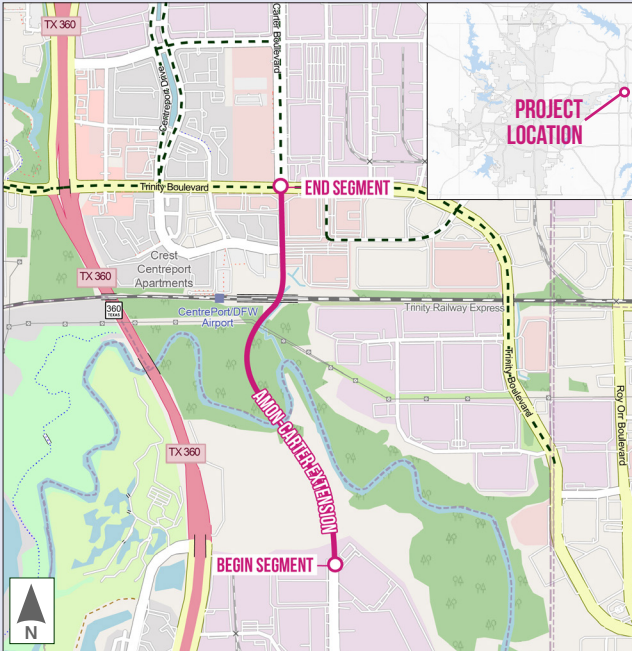 TX 360
Carter Boulevard
Centreport Drive
PROJECT
LOCATION
Trinity Boulevard
END SEGMENT
Crest
Centreport
Apartments
TX 360
360
TEXAS
CentrePort/DFW
Airport
Trinity Railway Express
Trinity-Boulevard
Roy Orr Boulevard
AMON-CARTER EXTENSION
TX 360
BEGIN SEGMENT
N